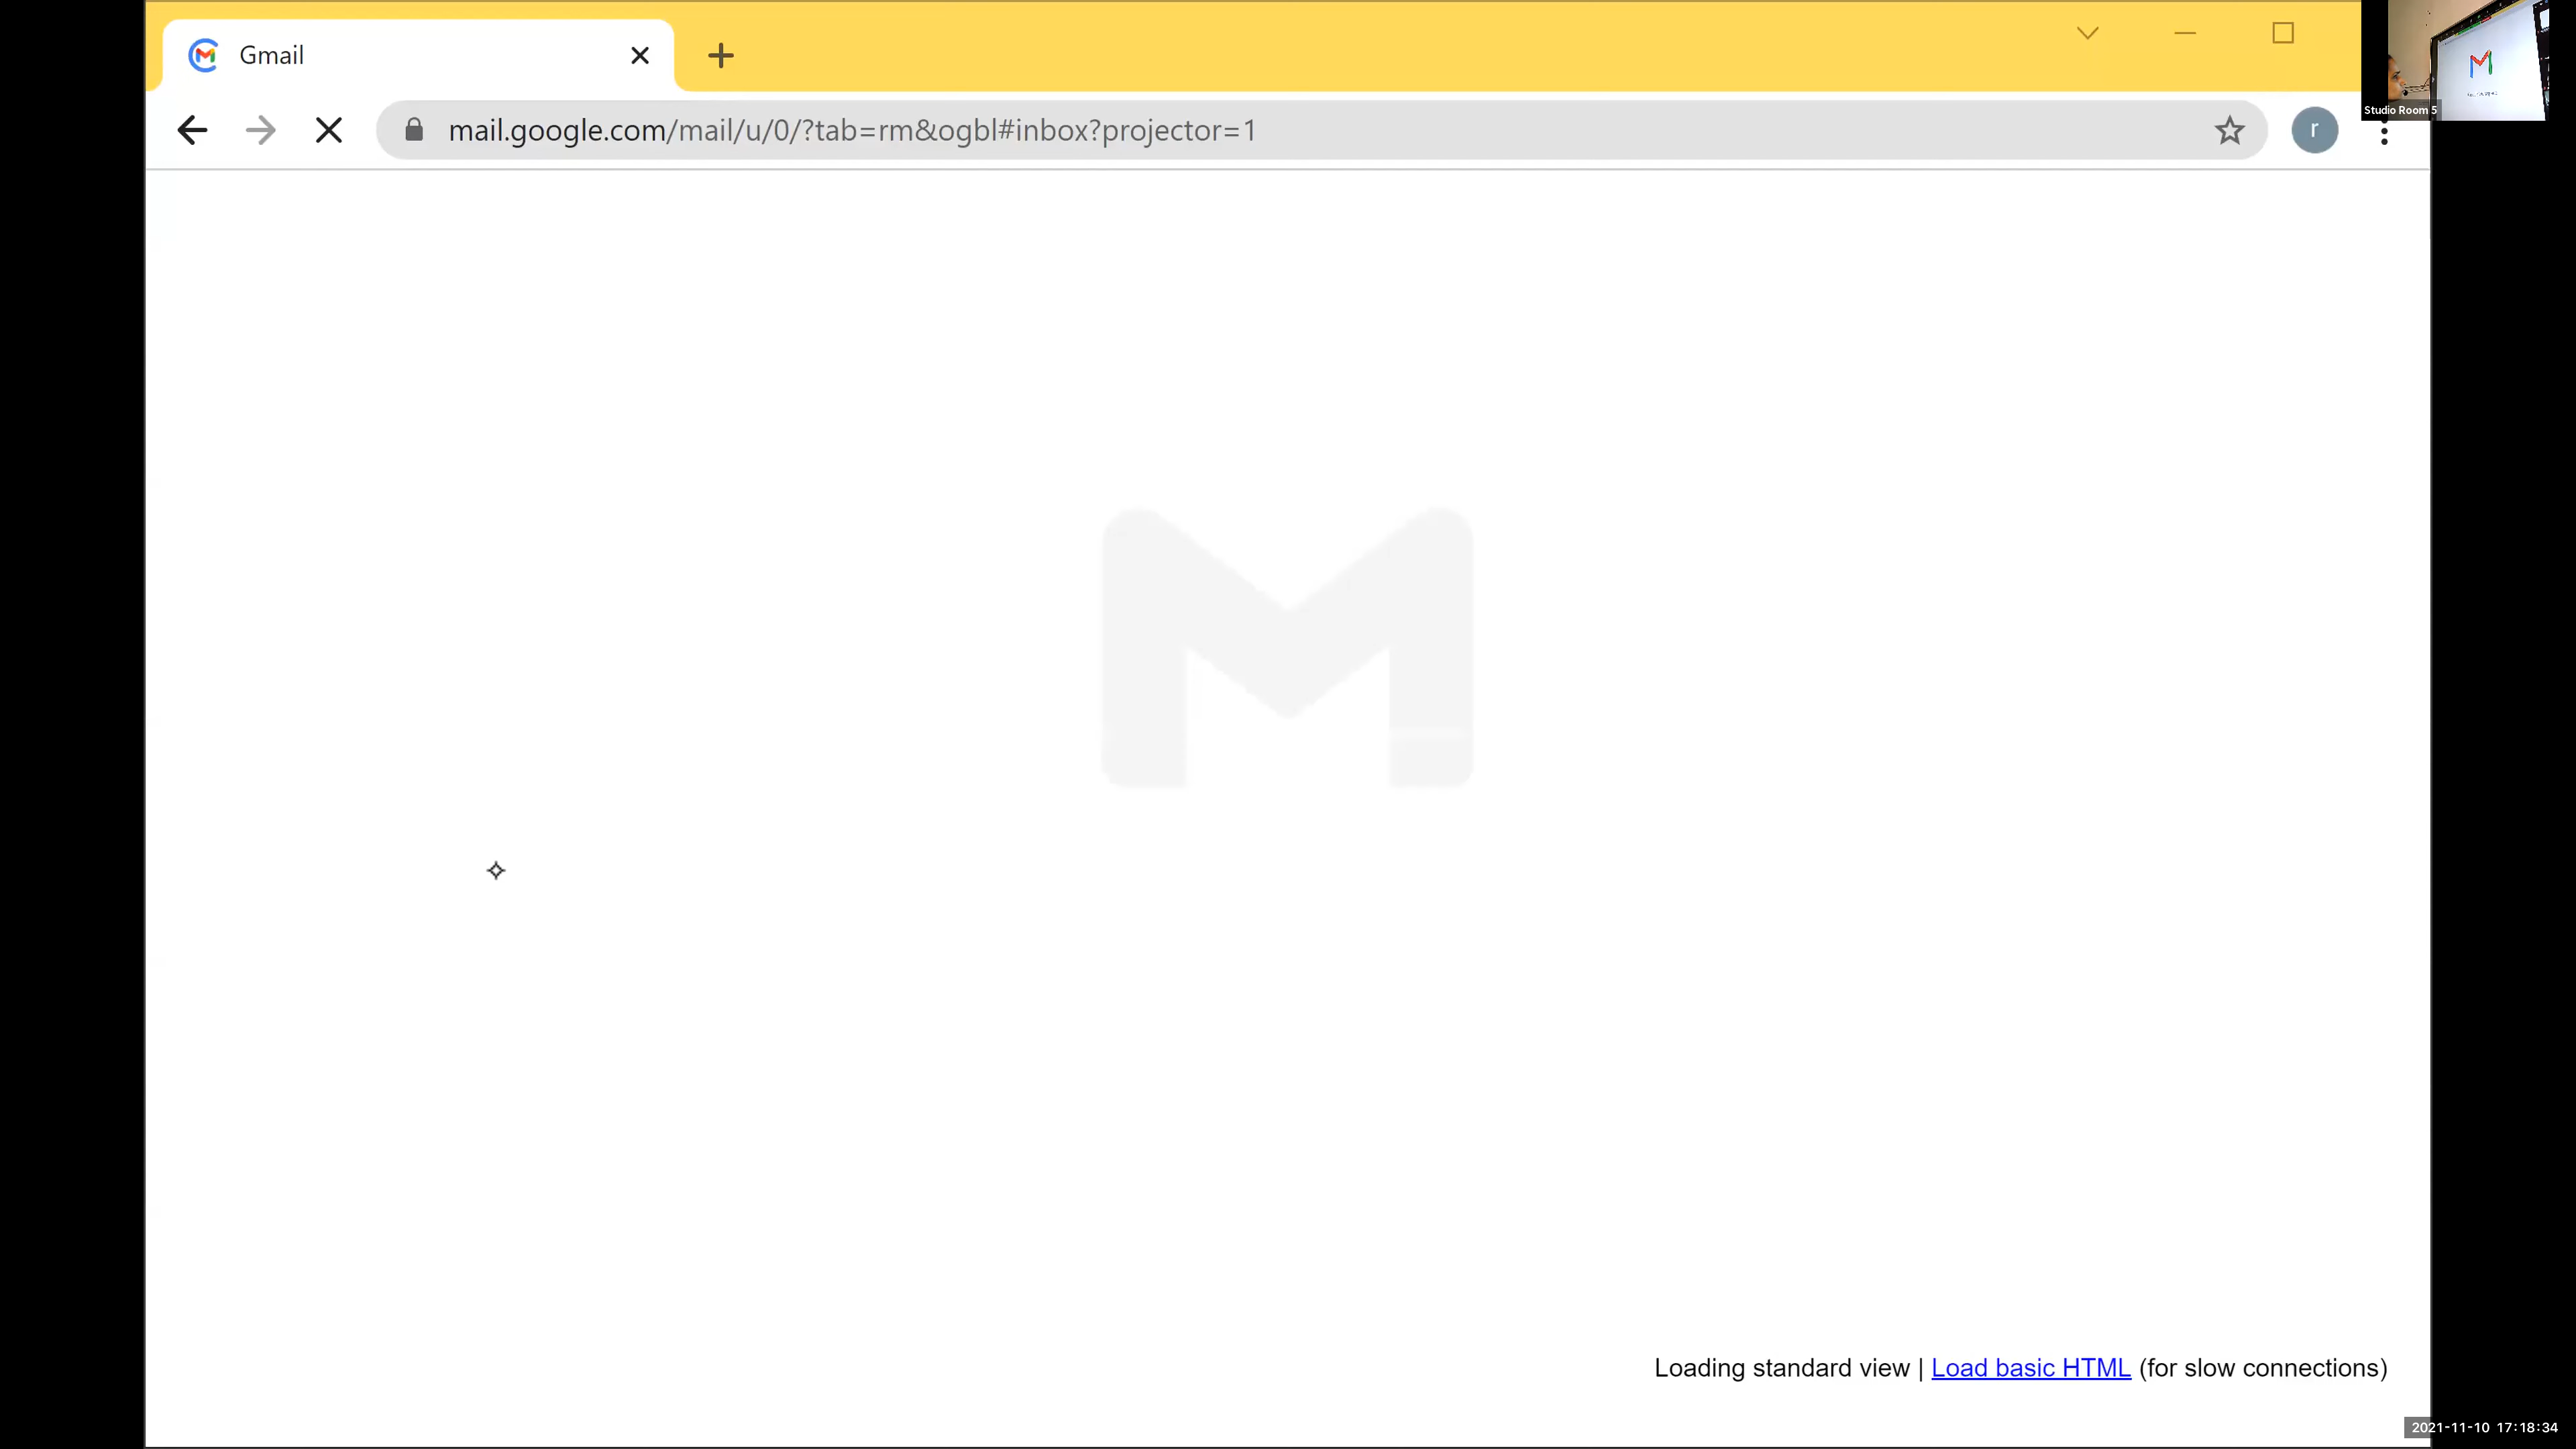 Gmail
mail.google.com/mail/u/0/?tab=rm&ogbl#inbox?projector=1
r
Studio Room 5
Loading standard view | Load basic HTML (for slow connections)
2021-11-10 17:18:34